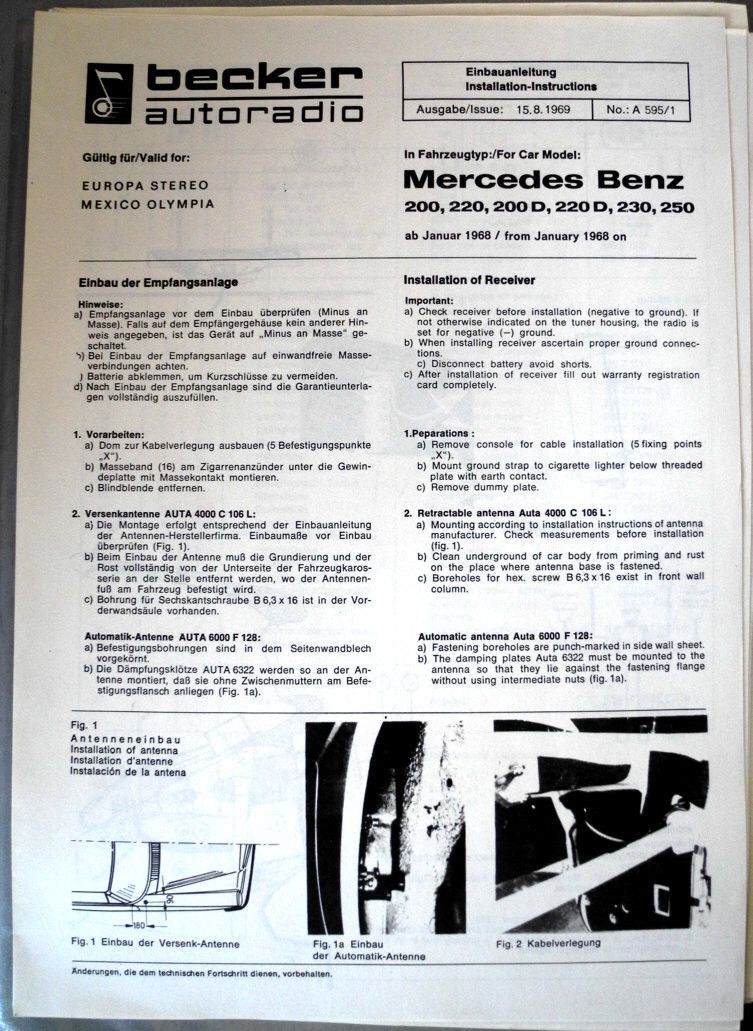 becker
autoradio
Einbauanleitung
Installation-Instructions
Ausgabe/Issue: 15.8.1969
No.: A 595/1
Gültig für/Valid for:
EUROPA STEREO
MEXICO OLYMPIA
In Fahrzeugtyp:/For Car Model:
Mercedes Benz
200, 220, 200 D, 220 D, 230, 250
ab Januar 1968 / from January 1968 on
Einbau der Empfangsanlage
Hinweise:
a) Empfangsanlage vor dem Einbau überprüfen (Minus an
Masse). Falls auf dem Empfängergehäuse kein anderer Hin-
weis angegeben, ist das Gerät auf „Minus an Masse" ge-
schaltet.
b) Bei Einbau der Empfangsanlage auf einwandfreie Masse-
verbindungen achten.
) Batterie abklemmen, um Kurzschlüsse zu vermeiden.
d) Nach Einbau der Empfangsanlage sind die Garantieunterla-
gen vollständig auszufüllen.
1. Vorarbeiten:
a) Dom zur Kabelverlegung ausbauen (5 Befestigungspunkte
„X").
b) Masseband (16) am Zigarrenanzünder unter die Gewin-
deplatte mit Massekontakt montieren.
c) Blindblende entfernen.
2. Versenkantenne AUTA 4000 C 106 L:
a) Die Montage erfolgt entsprechend der Einbauanleitung
der Antennen-Herstellerfirma. Einbaumaße vor Einbau
überprüfen (Fig. 1).
b) Beim Einbau der Antenne muß die Grundierung und der
Rost vollständig von der Unterseite der Fahrzeugkaros-
serie an der Stelle entfernt werden, wo der Antennen-
fuß am Fahrzeug befestigt wird.
c) Bohrung für Sechskantschraube B 6,3 x 16 ist in der Vor-
derwandsäule vorhanden.
Automatik-Antenne AUTA 6000 F 128:
a) Befestigungsbohrungen sind in dem Seitenwandblech
vorgekörnt.
b) Die Dämpfungsklötze AUTA 6322 werden so an der An-
tenne montiert, daß sie ohne Zwischenmuttern am Befe-
stigungsflansch anliegen (Fig. 1a).
Installation of Receiver
Important:
a) Check receiver before installation (negative to ground). If
not otherwise indicated on the tuner housing, the radio is
set for negative (–) ground.
b) When installing receiver ascertain proper ground connec-
tions.
c) Disconnect battery avoid shorts.
c) After installation of receiver fill out warranty registration
card completely.
1.Peparations :
a) Remove console for cable installation (5 fixing points
„X").
b) Mount ground strap to cigarette lighter below threaded
plate with earth contact.
c) Remove dummy plate.
2. Retractable antenna Auta 4000 C 106 L :
a) Mounting according to installation instructions of antenna
manufacturer. Check measurements before installation
(fig. 1).
b) Clean underground of car body from priming and rust
on the place where antenna base is fastened.
c) Boreholes for hex. screw B 6,3 x 16 exist in front wall
column.
Automatic antenna Auta 6000 F 128:
a) Fastening boreholes are punch-marked in side wall sheet.
b) The damping plates Auta 6322 must be mounted to the
antenna so that they lie against the fastening flange
without using intermediate nuts (fig. 1a).
Fig. 1
Antenneneinbau
Installation of antenna
Installation d'antenne
Instalación de la antena
90
180
Fig. 1 Einbau der Versenk-Antenne
Fig. 1a Einbau
der Automatik-Antenne
Fig. 2 Kabelverlegung
Änderungen, die dem technischen Fortschritt dienen, vorbehalten.